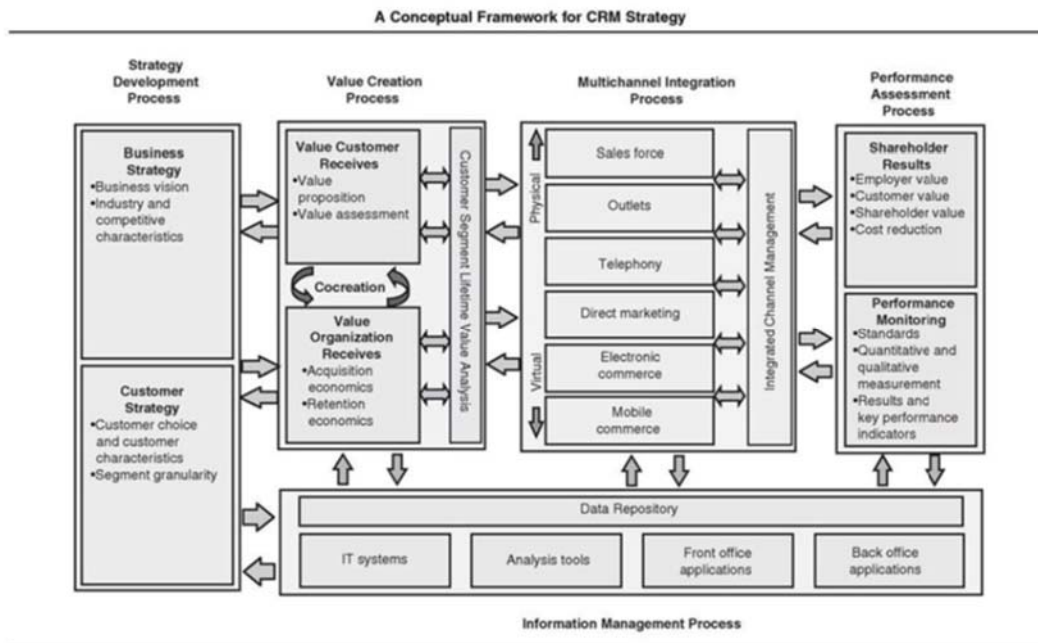 A Conceptual Framework for CRM Strategy
Strategy
Development
Process
Business
Strategy
•Business vision
•Industry and
competitive
characteristics
Customer
Strategy
•Customer choice
and customer
characteristics
•Segment granularity
Value Creation
Process
Value Customer
Receives
•Value
proposition
•Value assessment
Cocreation
Value
Organization
Receives
•Acquisition
economics
•Retention
economics
Customer Segment Lifetime Value Analysis
Multichannel Integration
Process
Physical
Virtual
Sales force
Outlets
Telephony
Direct marketing
Electronic
commerce
Mobile
commerce
Integrated Channel Management
Performance
Assessment
Process
Shareholder
Results
•Employer value
•Customer value
•Shareholder value
•Cost reduction
Performance
Monitoring
•Standards
•Quantitative and
qualitative
measurement
•Results and
key performance
indicators
Data Repository
IT systems
Analysis tools
Front office
applications
Back office
applications
Information Management Process